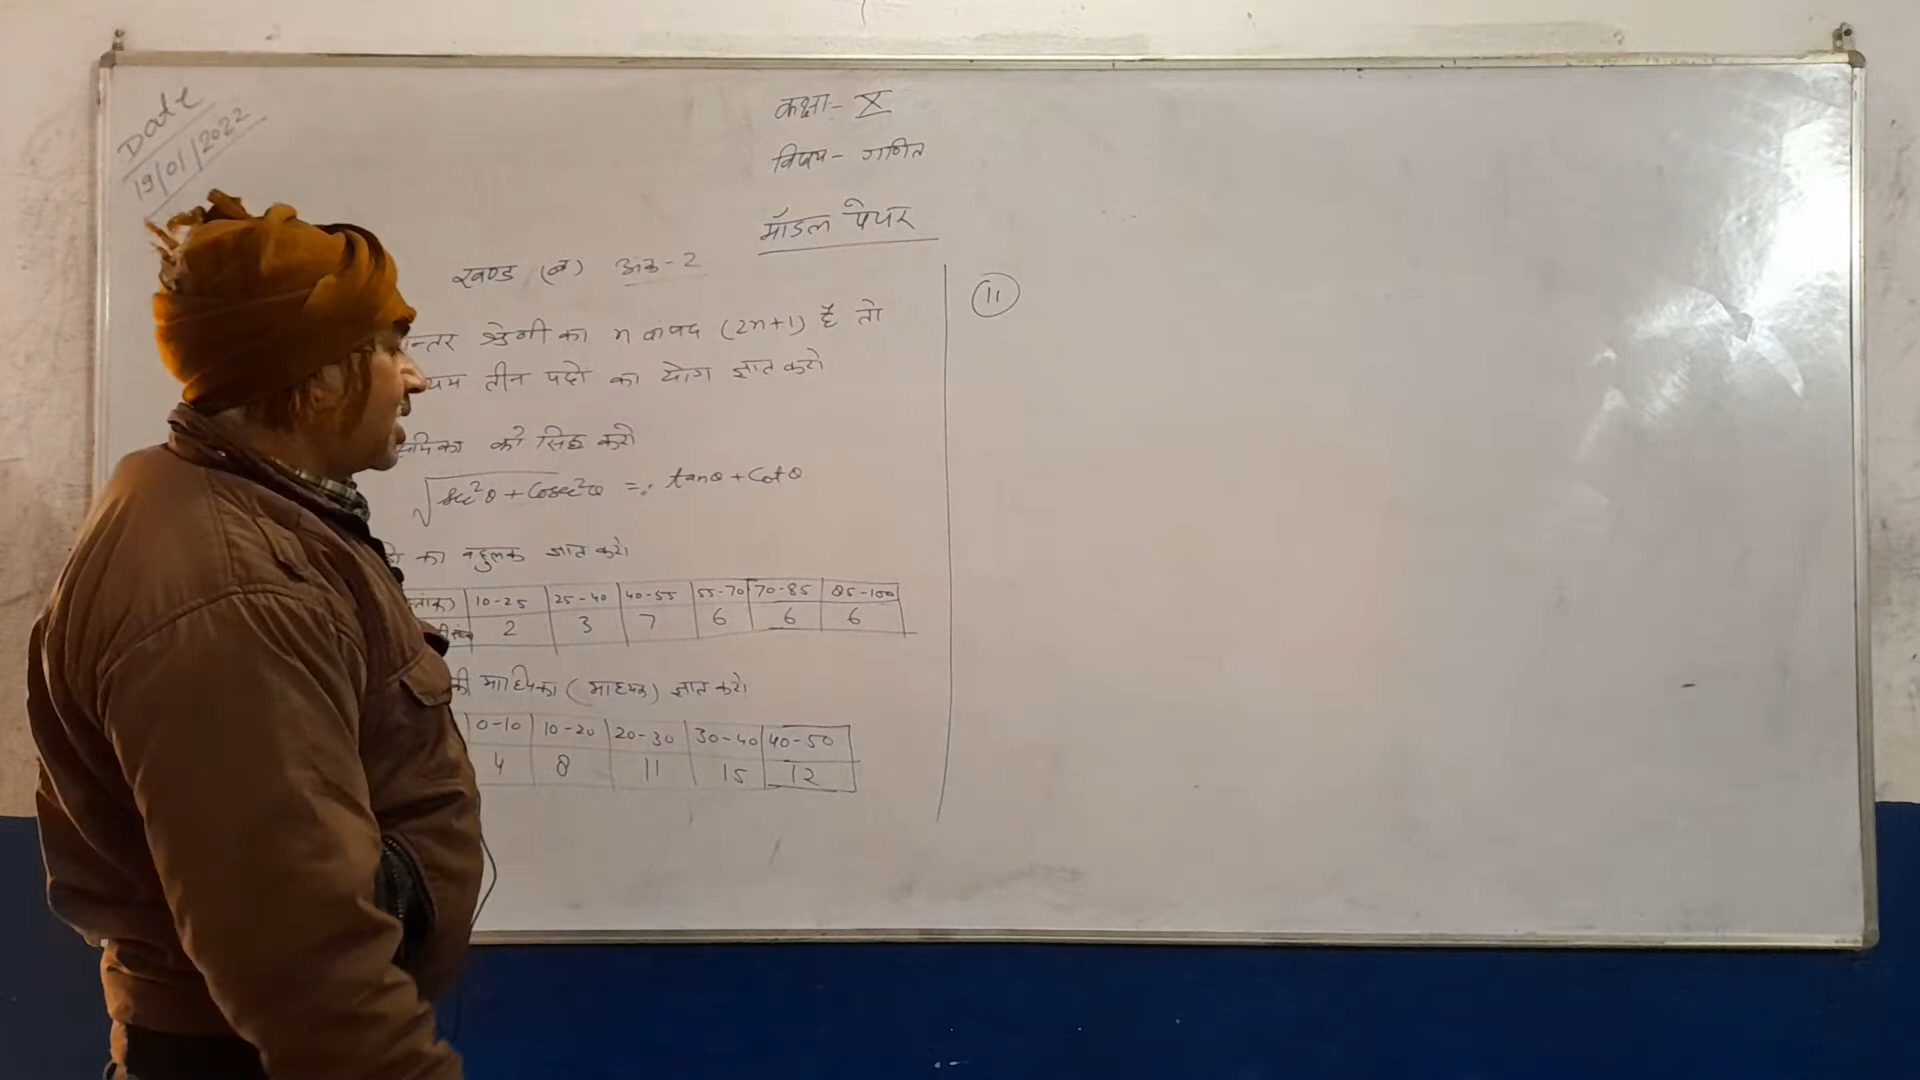 Date
19/01/2022
कक्षा - X
विषय - गणित
मॉडल पेपर
खण्ड (ब) अंक - 2
न्तर श्रेणी का n वां पद (2n+1) है तो
तीन पदों का योग ज्ञात करो
को सिद्ध करो
√sec²θ + Cosec²θ = tanθ + Cotθ
का बहुलक ज्ञात करो
10-25 25-40 40-55 55-70 70-85 85-100
2 3 7 6 6 6
की माध्यिका (माध्यक) ज्ञात करो
0-10 10-20 20-30 30-40 40-50
4 8 11 15 12
11